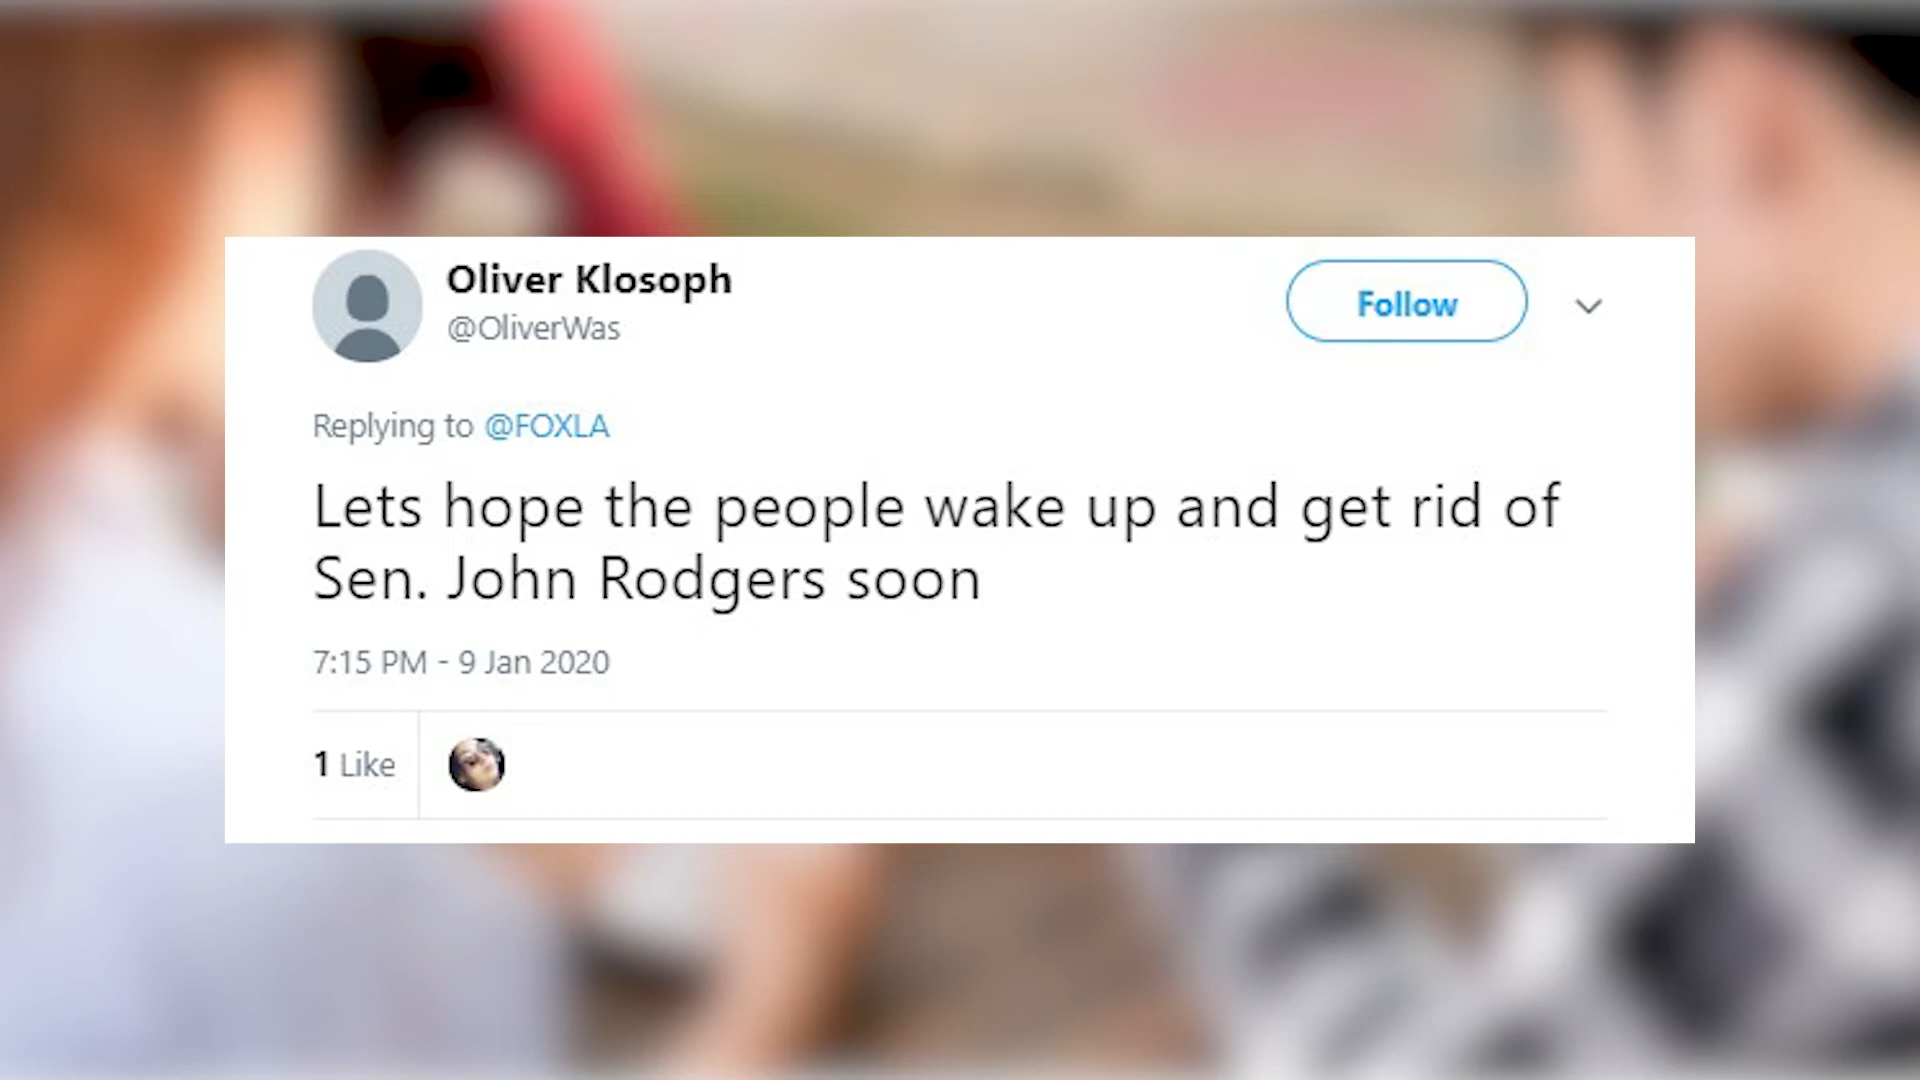 Oliver Klosoph
@OliverWas
Follow
Replying to @FOXLA
Lets hope the people wake up and get rid of
Sen. John Rodgers soon
7:15 PM - 9 Jan 2020
1 Like